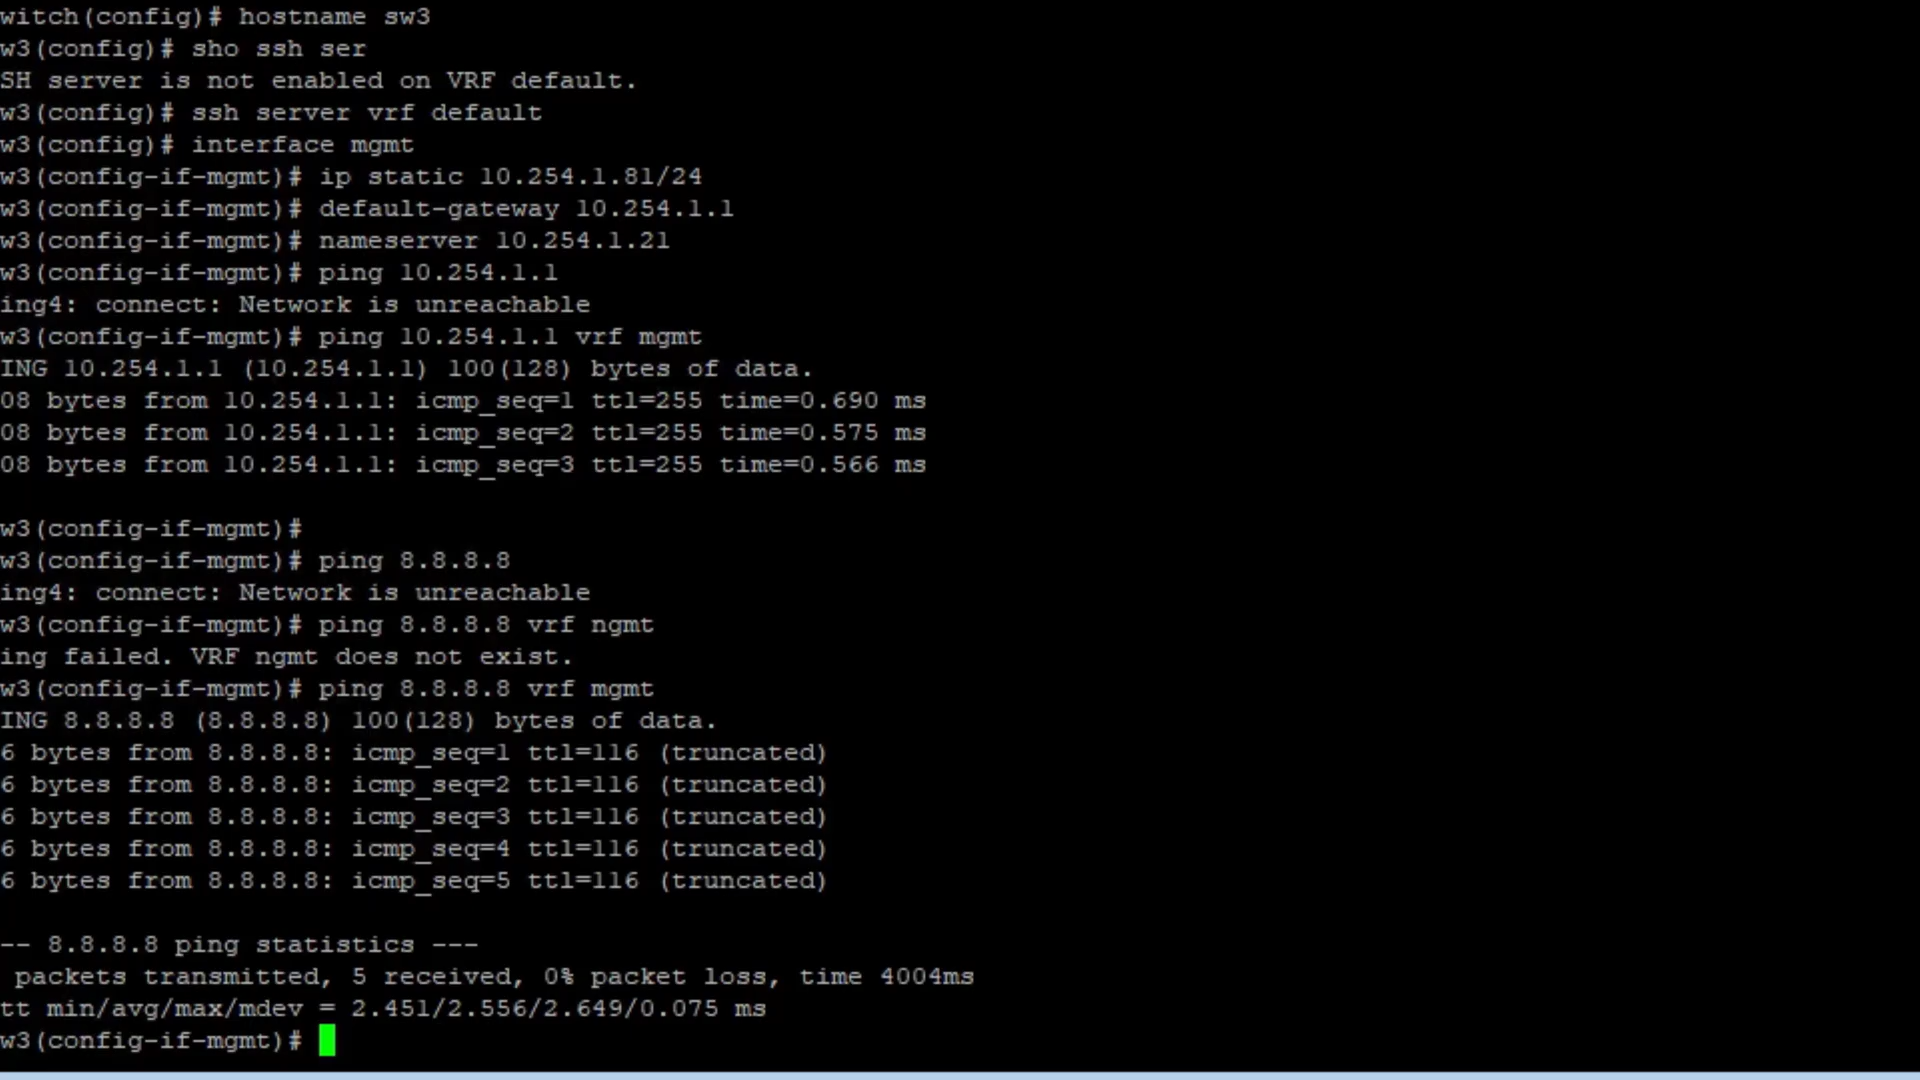 witch(config)# hostname sw3
w3(config)# sho ssh ser
SH server is not enabled on VRF default.
w3(config)# ssh server vrf default
w3(config)# interface mgmt
w3(config-if-mgmt)# ip static 10.254.1.81/24
w3(config-if-mgmt)# default-gateway 10.254.1.1
w3(config-if-mgmt)# nameserver 10.254.1.21
w3(config-if-mgmt)# ping 10.254.1.1
ing4: connect: Network is unreachable
w3(config-if-mgmt)# ping 10.254.1.1 vrf mgmt
ING 10.254.1.1 (10.254.1.1) 100(128) bytes of data.
08 bytes from 10.254.1.1: icmp_seq=1 ttl=255 time=0.690 ms
08 bytes from 10.254.1.1: icmp_seq=2 ttl=255 time=0.575 ms
08 bytes from 10.254.1.1: icmp_seq=3 ttl=255 time=0.566 ms
w3(config-if-mgmt)#
w3(config-if-mgmt)# ping 8.8.8.8
ing4: connect: Network is unreachable
w3(config-if-mgmt)# ping 8.8.8.8 vrf ngmt
ing failed. VRF ngmt does not exist.
w3(config-if-mgmt)# ping 8.8.8.8 vrf mgmt
ING 8.8.8.8 (8.8.8.8) 100(128) bytes of data.
6 bytes from 8.8.8.8: icmp_seq=1 ttl=116 (truncated)
6 bytes from 8.8.8.8: icmp_seq=2 ttl=116 (truncated)
6 bytes from 8.8.8.8: icmp_seq=3 ttl=116 (truncated)
6 bytes from 8.8.8.8: icmp_seq=4 ttl=116 (truncated)
6 bytes from 8.8.8.8: icmp_seq=5 ttl=116 (truncated)
-- 8.8.8.8 ping statistics ---
packets transmitted, 5 received, 0% packet loss, time 4004ms
tt min/avg/max/mdev = 2.451/2.556/2.649/0.075 ms
w3(config-if-mgmt)#